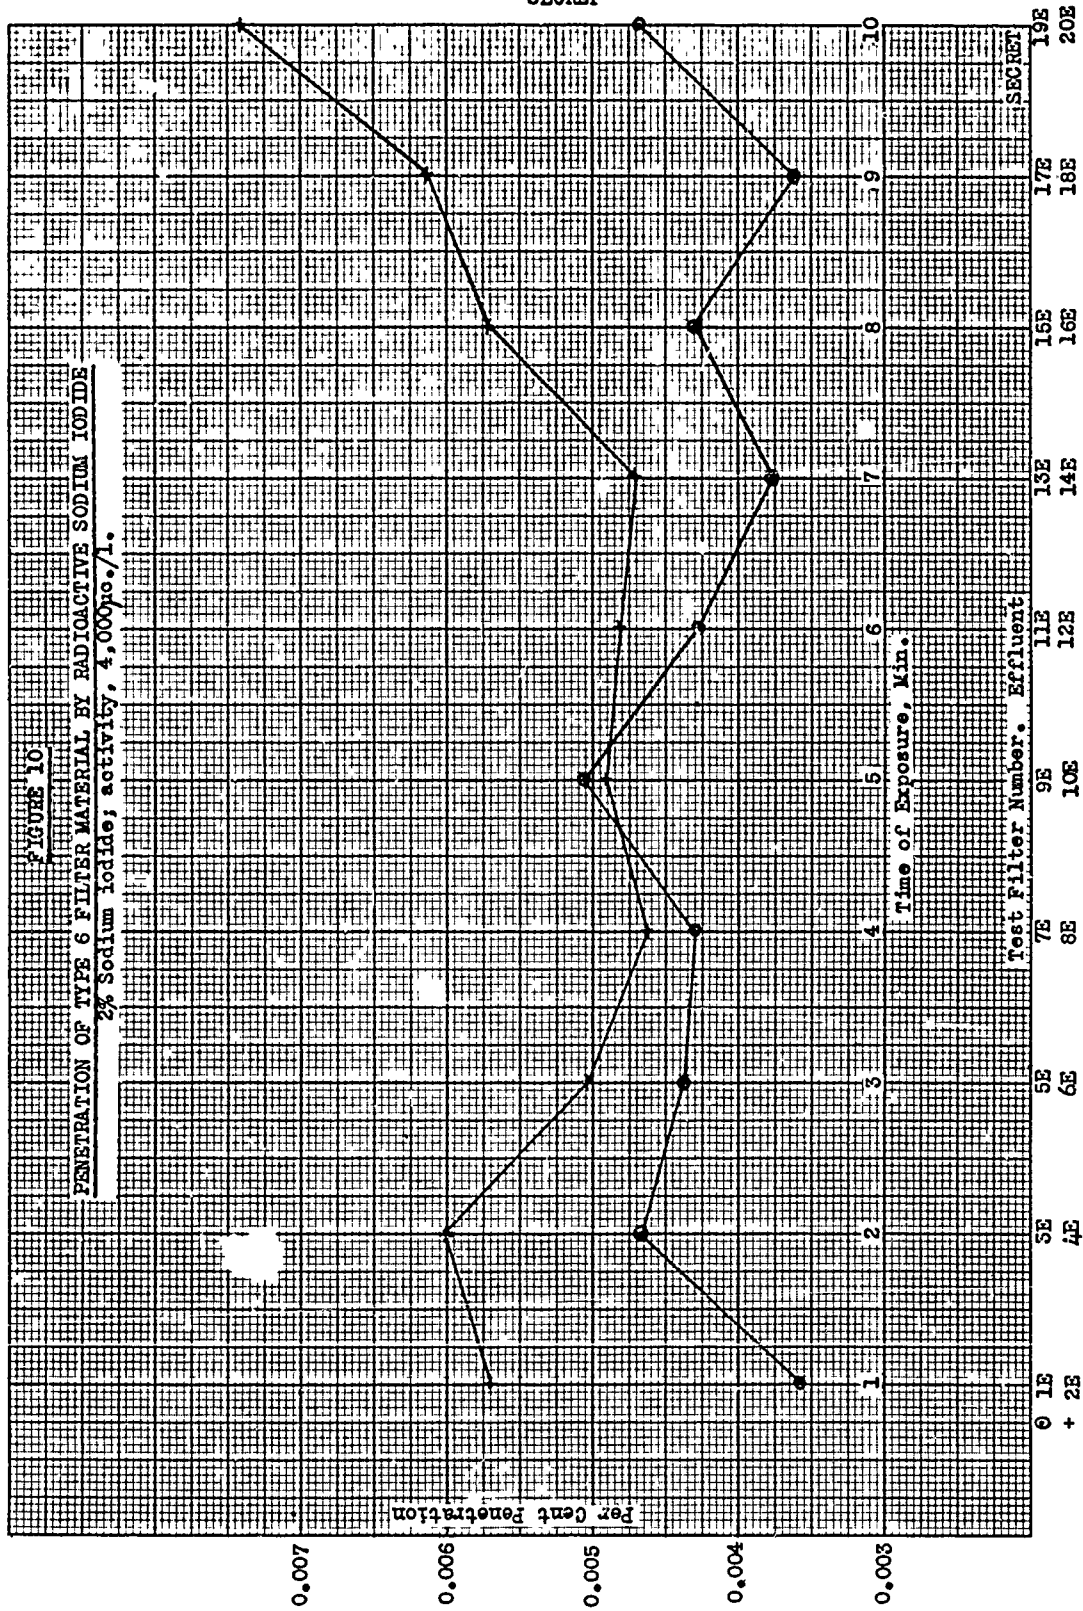 SECRET
FIGURE 10
PENETRATION OF TYPE 6 FILTER MATERIAL BY RADIOACTIVE SODIUM IODIDE
2% Sodium iodide; activity, 4,000µc./l.
Per Cent Penetration
0.007
0.006
0.005
0.004
0.003
1 2 3 4 5 6 7 8 9 10
Time of Exposure, Min.
Test Filter Number. Effluent
SECRET
⊙ 1E 3E 5E 7E 9E 11E 13E 15E 17E 19E
+ 2E 4E 6E 8E 10E 12E 14E 16E 18E 20E